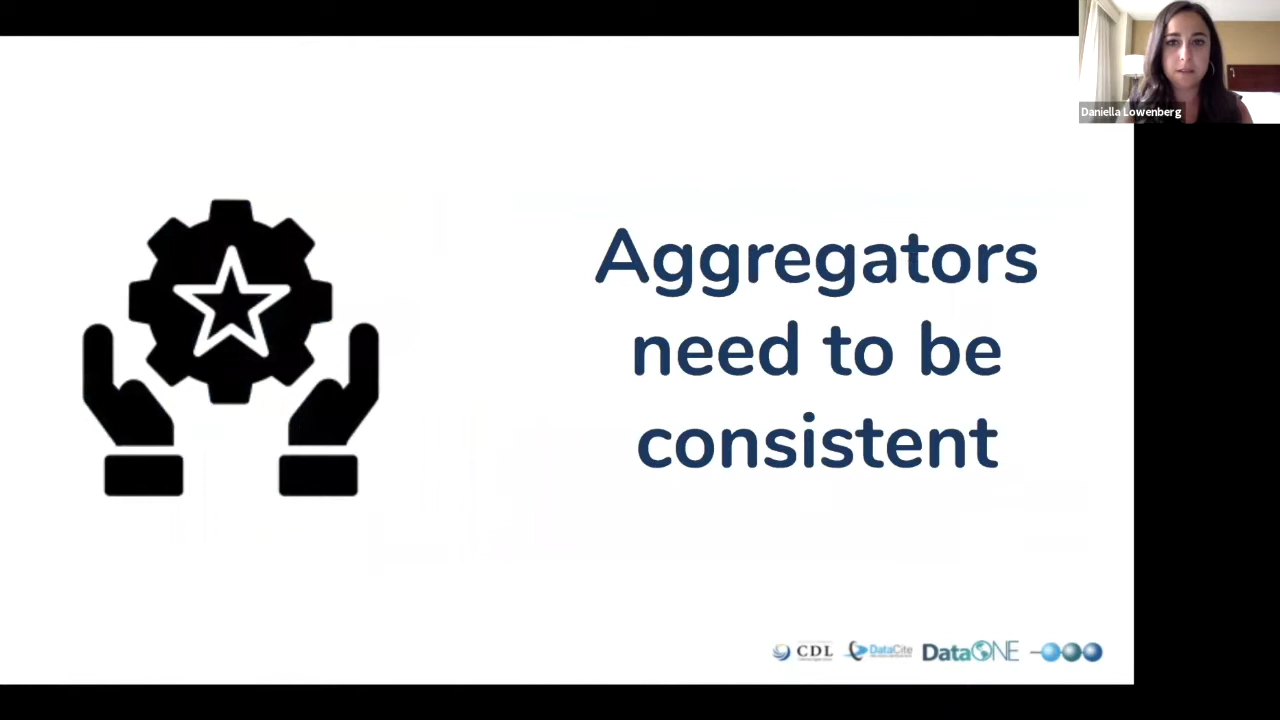 Daniella Lowenberg
Aggregators
need to be
consistent
CDL
DataCite
DataONE